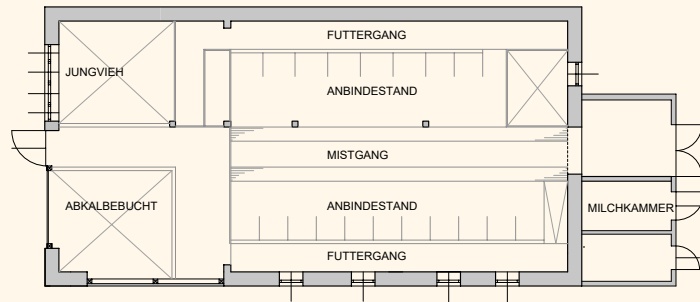 FUTTERGANG
JUNGVIEH
ANBINDESTAND
MISTGANG
ABKALBEBUCHT
ANBINDESTAND
MILCHKAMMER
FUTTERGANG